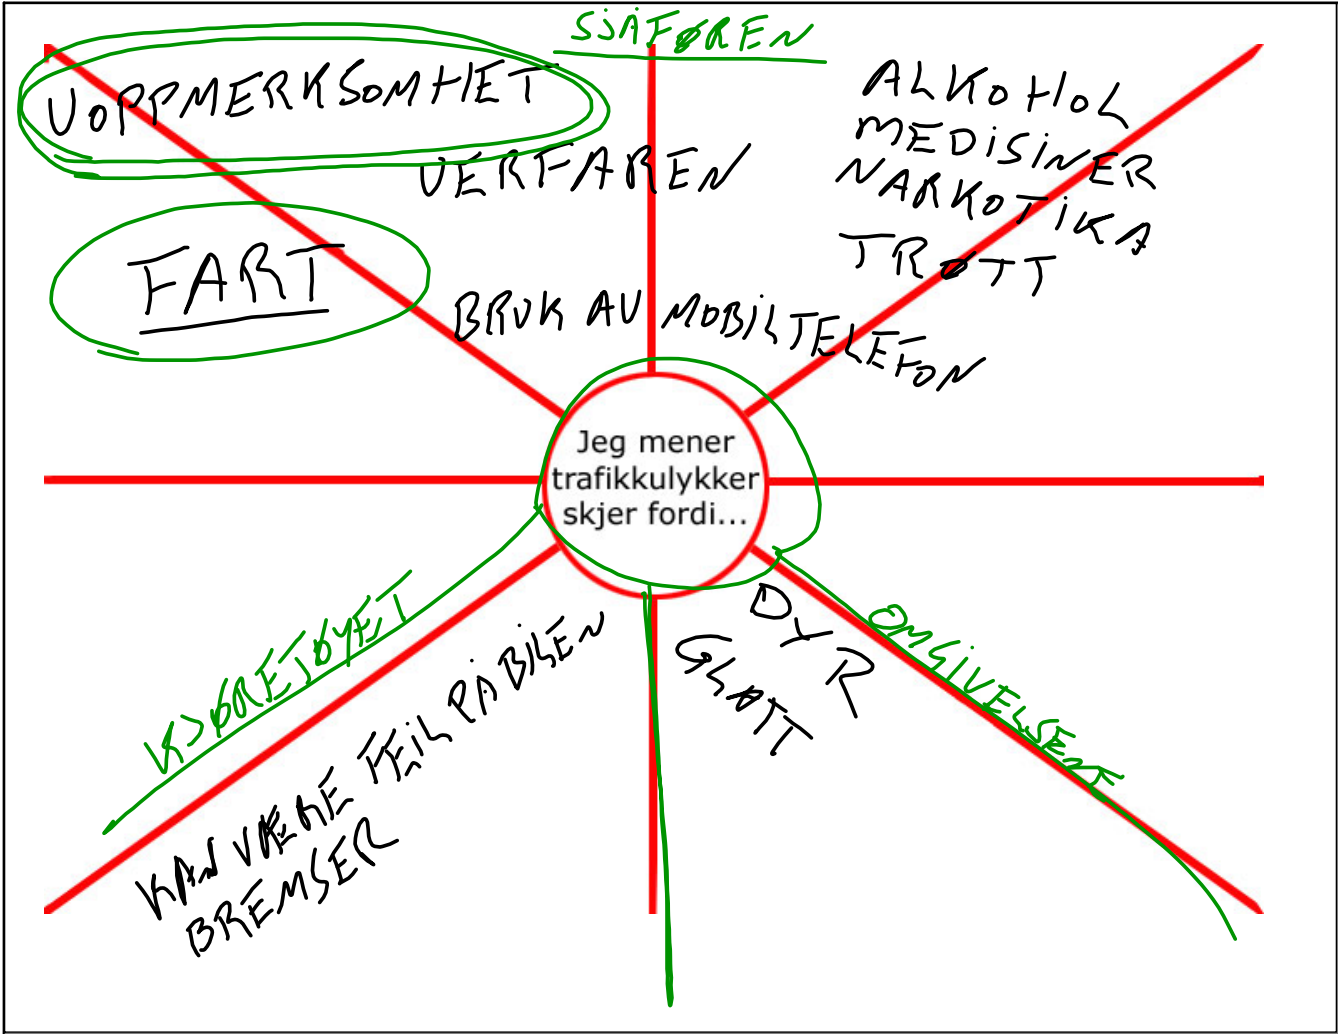 SJÅFØREN
UOPPMERKSOMHET
ALKOHOL
MEDISINER
NARKOTIKA
TRØTT
UERFAREN
FART
BRUK AV MOBILTELEFON
Jeg mener
trafikkulykker
skjer fordi...
KJØRETØYET
KAN VÆRE FEIL PÅ BILEN
BREMSER
DYR
GLATT
OMGIVELSENE